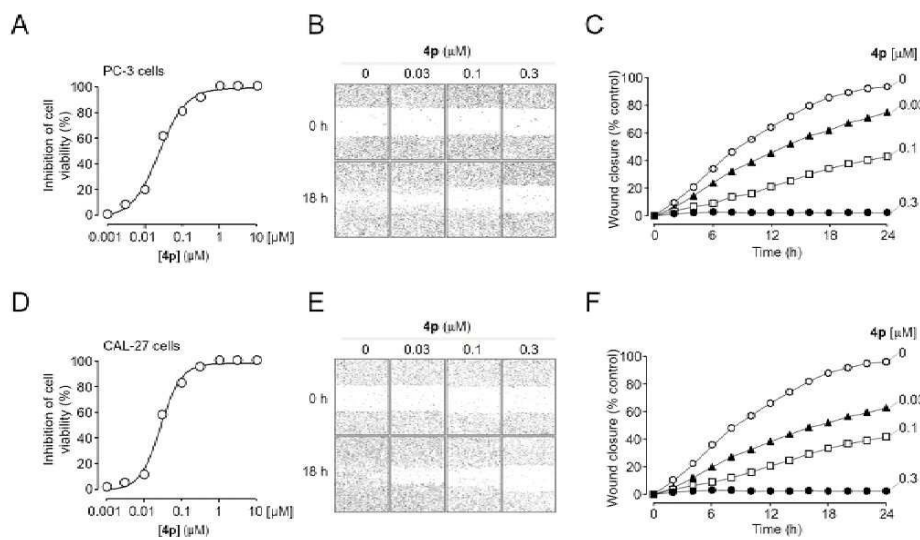 A
PC-3 cells
Inhibition of cell
viability (%)
100
80
60
40
20
0
0.001 0.01 0.1 1 10 [µM]
[4p] (µM)
B
4p (µM)
0 0.03 0.1 0.3
0 h
18 h
C
4p [µM]
Wound closure (% control)
100
80
60
40
20
0
0
0.1
0.3
0 6 12 18 24
Time (h)
D
CAL-27 cells
Inhibition of cell
viability (%)
100
80
60
40
20
0
0.001 0.01 0.1 1 10 [µM]
[4p] (µM)
E
4p (µM)
0 0.03 0.1 0.3
0 h
18 h
F
4p [µM]
Wound closure (% control)
100
80
60
40
20
0
0
0.1
0.3
0 6 12 18 24
Time (h)